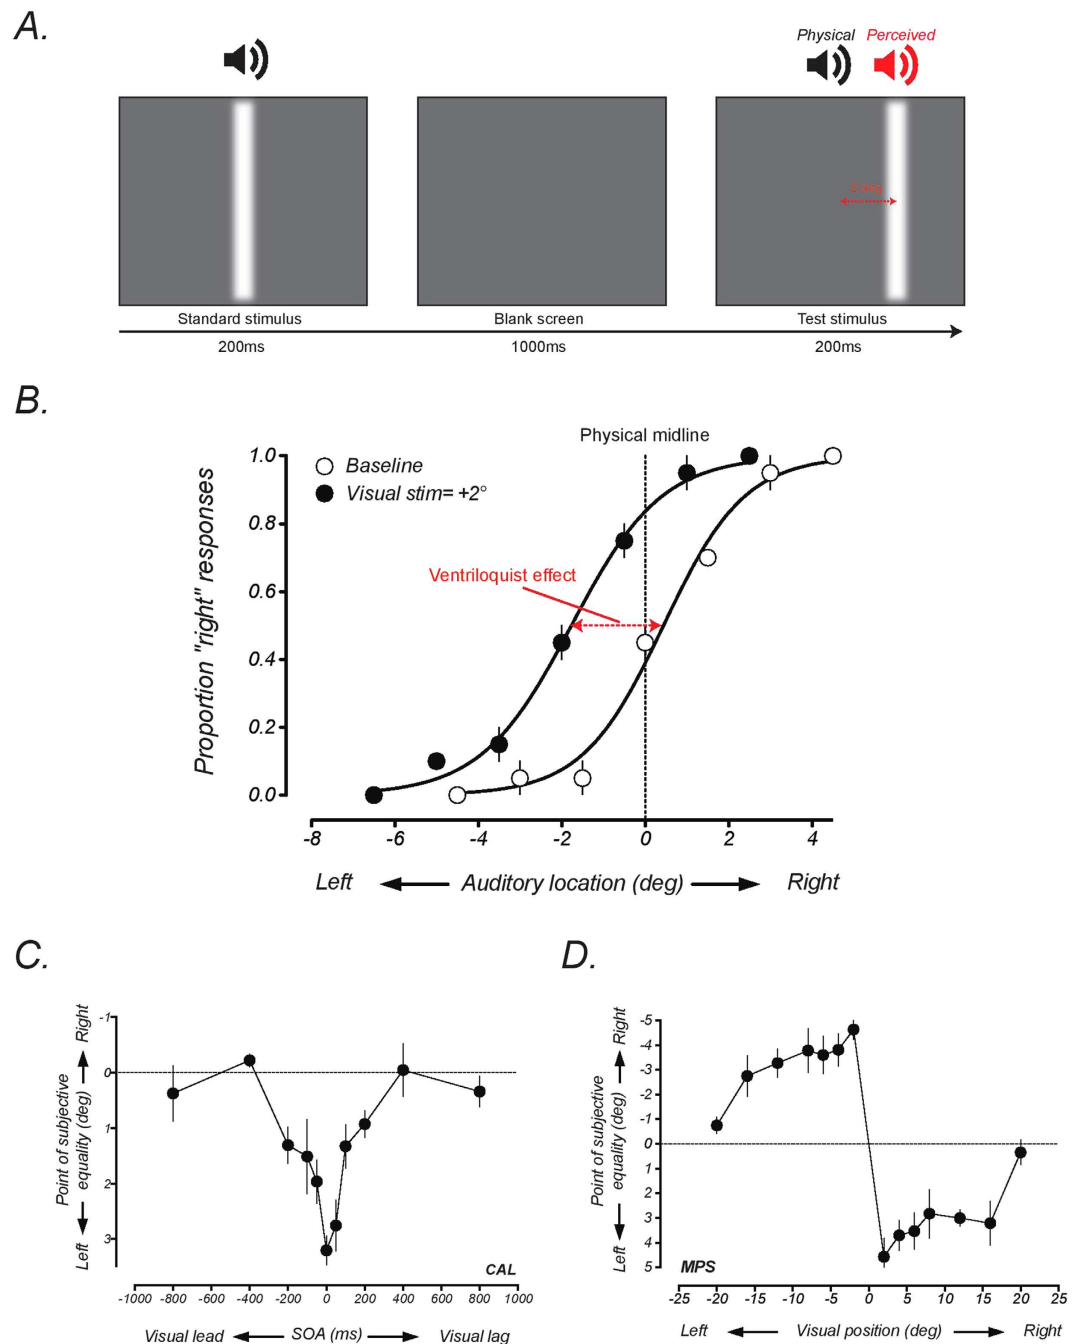 A.
Physical Perceived
2 deg
Standard stimulus Blank screen Test stimulus
200ms 1000ms 200ms
B.
Physical midline
Baseline
Visual stim= +2°
Ventriloquist effect
Proportion "right" responses
1.0
0.8
0.6
0.4
0.2
0.0
-8 -6 -4 -2 0 2 4
Left Auditory location (deg) Right
C.
Point of subjective
equality (deg)
Left Right
-1
0
1
2
3
CAL
-1000 -800 -600 -400 -200 0 200 400 600 800 1000
Visual lead SOA (ms) Visual lag
D.
Point of subjective
equality (deg)
Left Right
-5
-4
-3
-2
-1
0
1
2
3
4
5
MPS
-25 -20 -15 -10 -5 0 5 10 15 20 25
Left Visual position (deg) Right